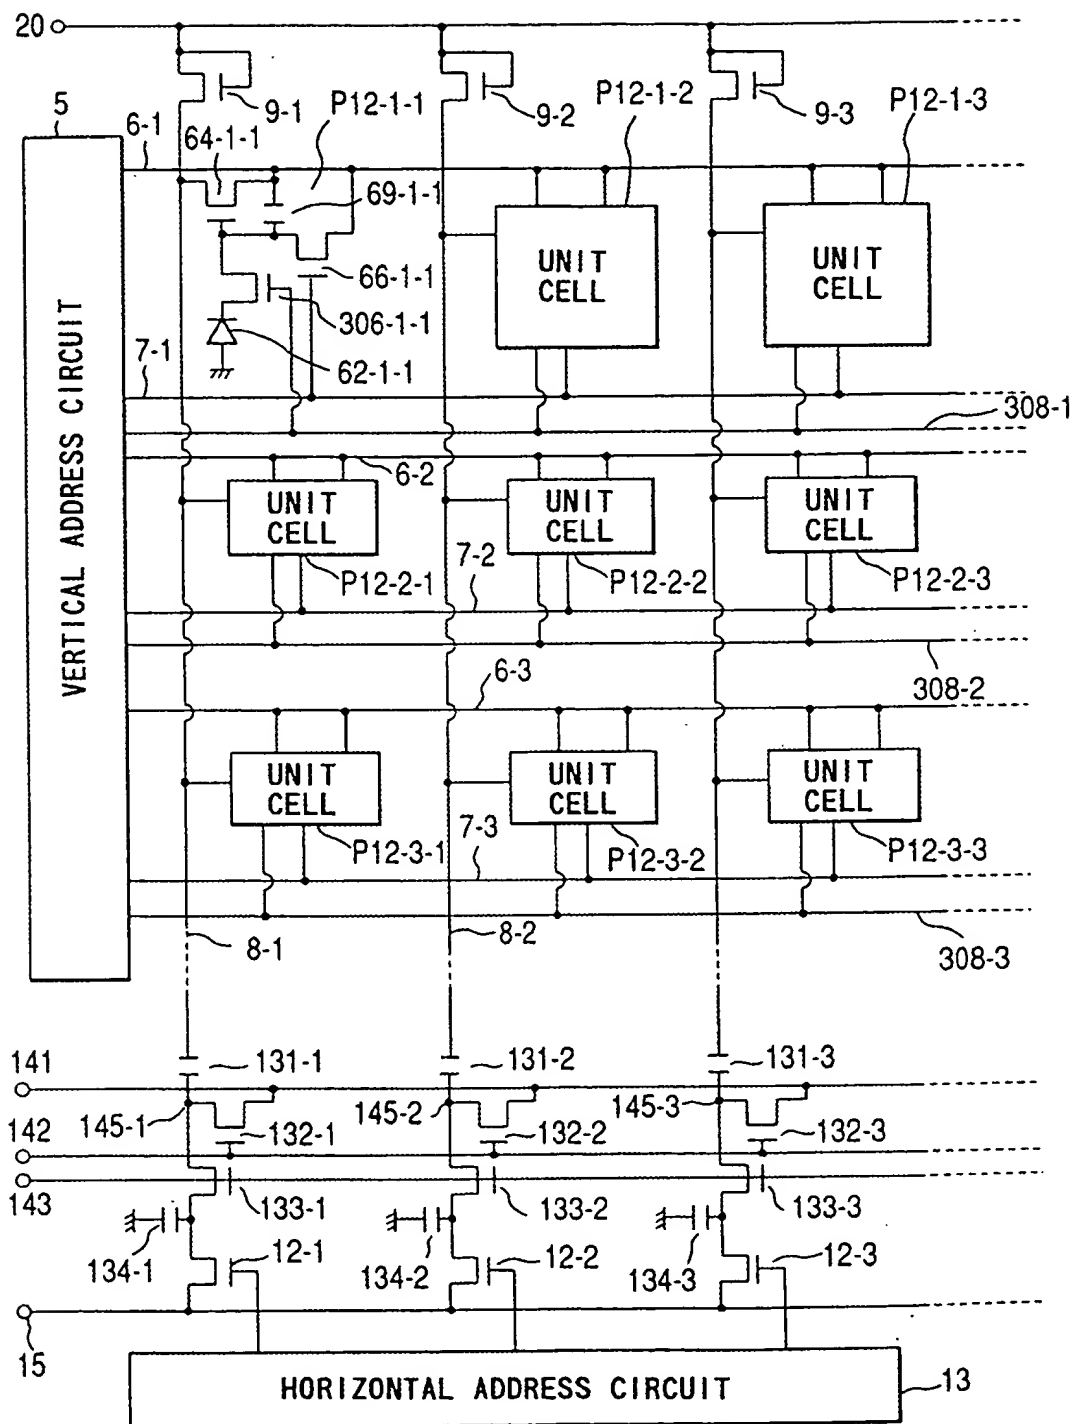 20
5
6-1
64-1-1
9-1
P12-1-1
9-2
P12-1-2
9-3
P12-1-3
69-1-1
66-1-1
306-1-1
62-1-1
UNIT
CELL
UNIT
CELL
7-1
308-1
VERTICAL ADDRESS CIRCUIT
6-2
UNIT
CELL
UNIT
CELL
UNIT
CELL
P12-2-1
7-2
P12-2-2
P12-2-3
308-2
6-3
UNIT
CELL
UNIT
CELL
UNIT
CELL
P12-3-1
7-3
P12-3-2
P12-3-3
308-3
8-1
8-2
141
131-1
131-2
131-3
145-1
145-2
145-3
142
132-1
132-2
132-3
143
133-1
133-2
133-3
134-1
12-1
134-2
12-2
134-3
12-3
15
HORIZONTAL ADDRESS CIRCUIT
13